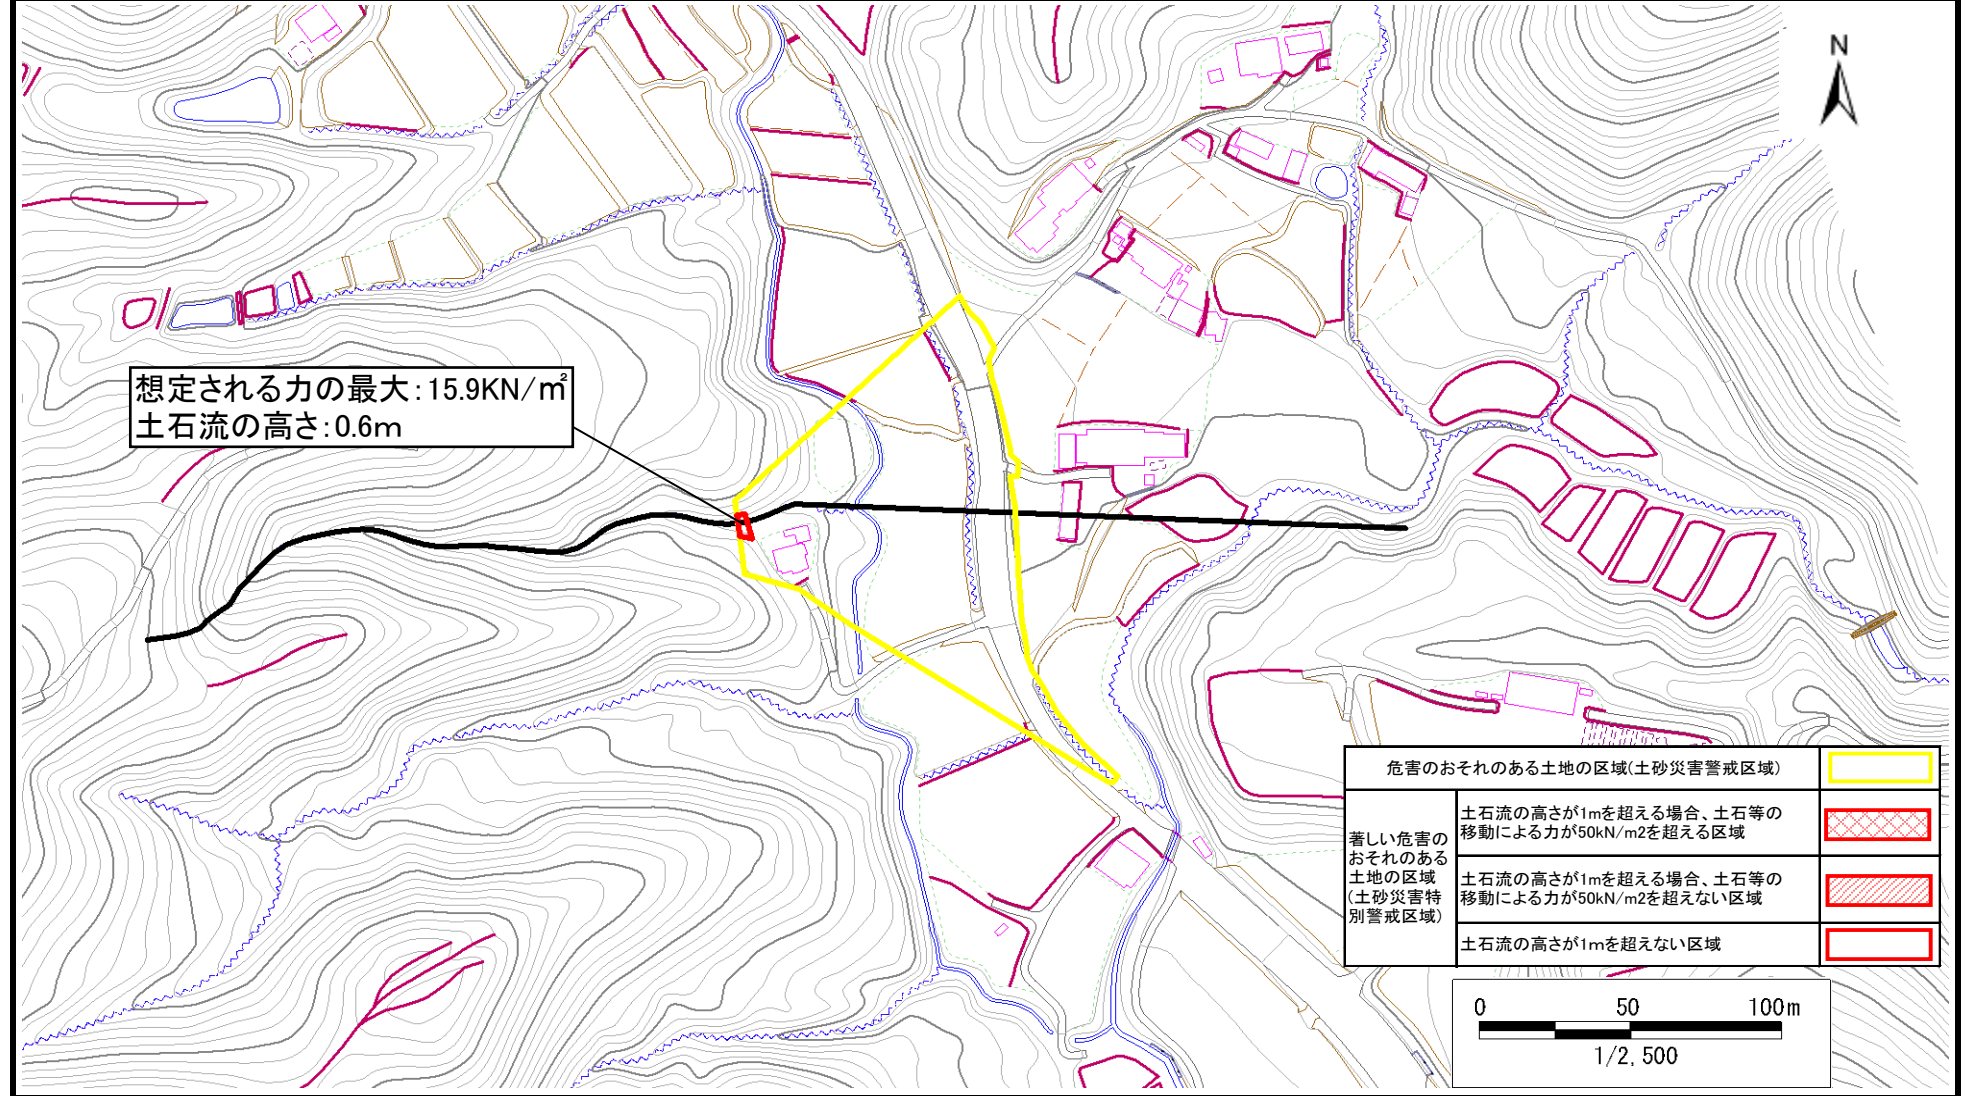 N
想定される力の最大:15.9KN/㎡
土石流の高さ:0.6m
危害のおそれのある土地の区域(土砂災害警戒区域)
著しい危害の
おそれのある
土地の区域
(土砂災害特
別警戒区域)
土石流の高さが1mを超える場合、土石等の
移動による力が50kN/m2を超える区域
土石流の高さが1mを超える場合、土石等の
移動による力が50kN/m2を超えない区域
土石流の高さが1mを超えない区域
0 50 100m
1/2,500